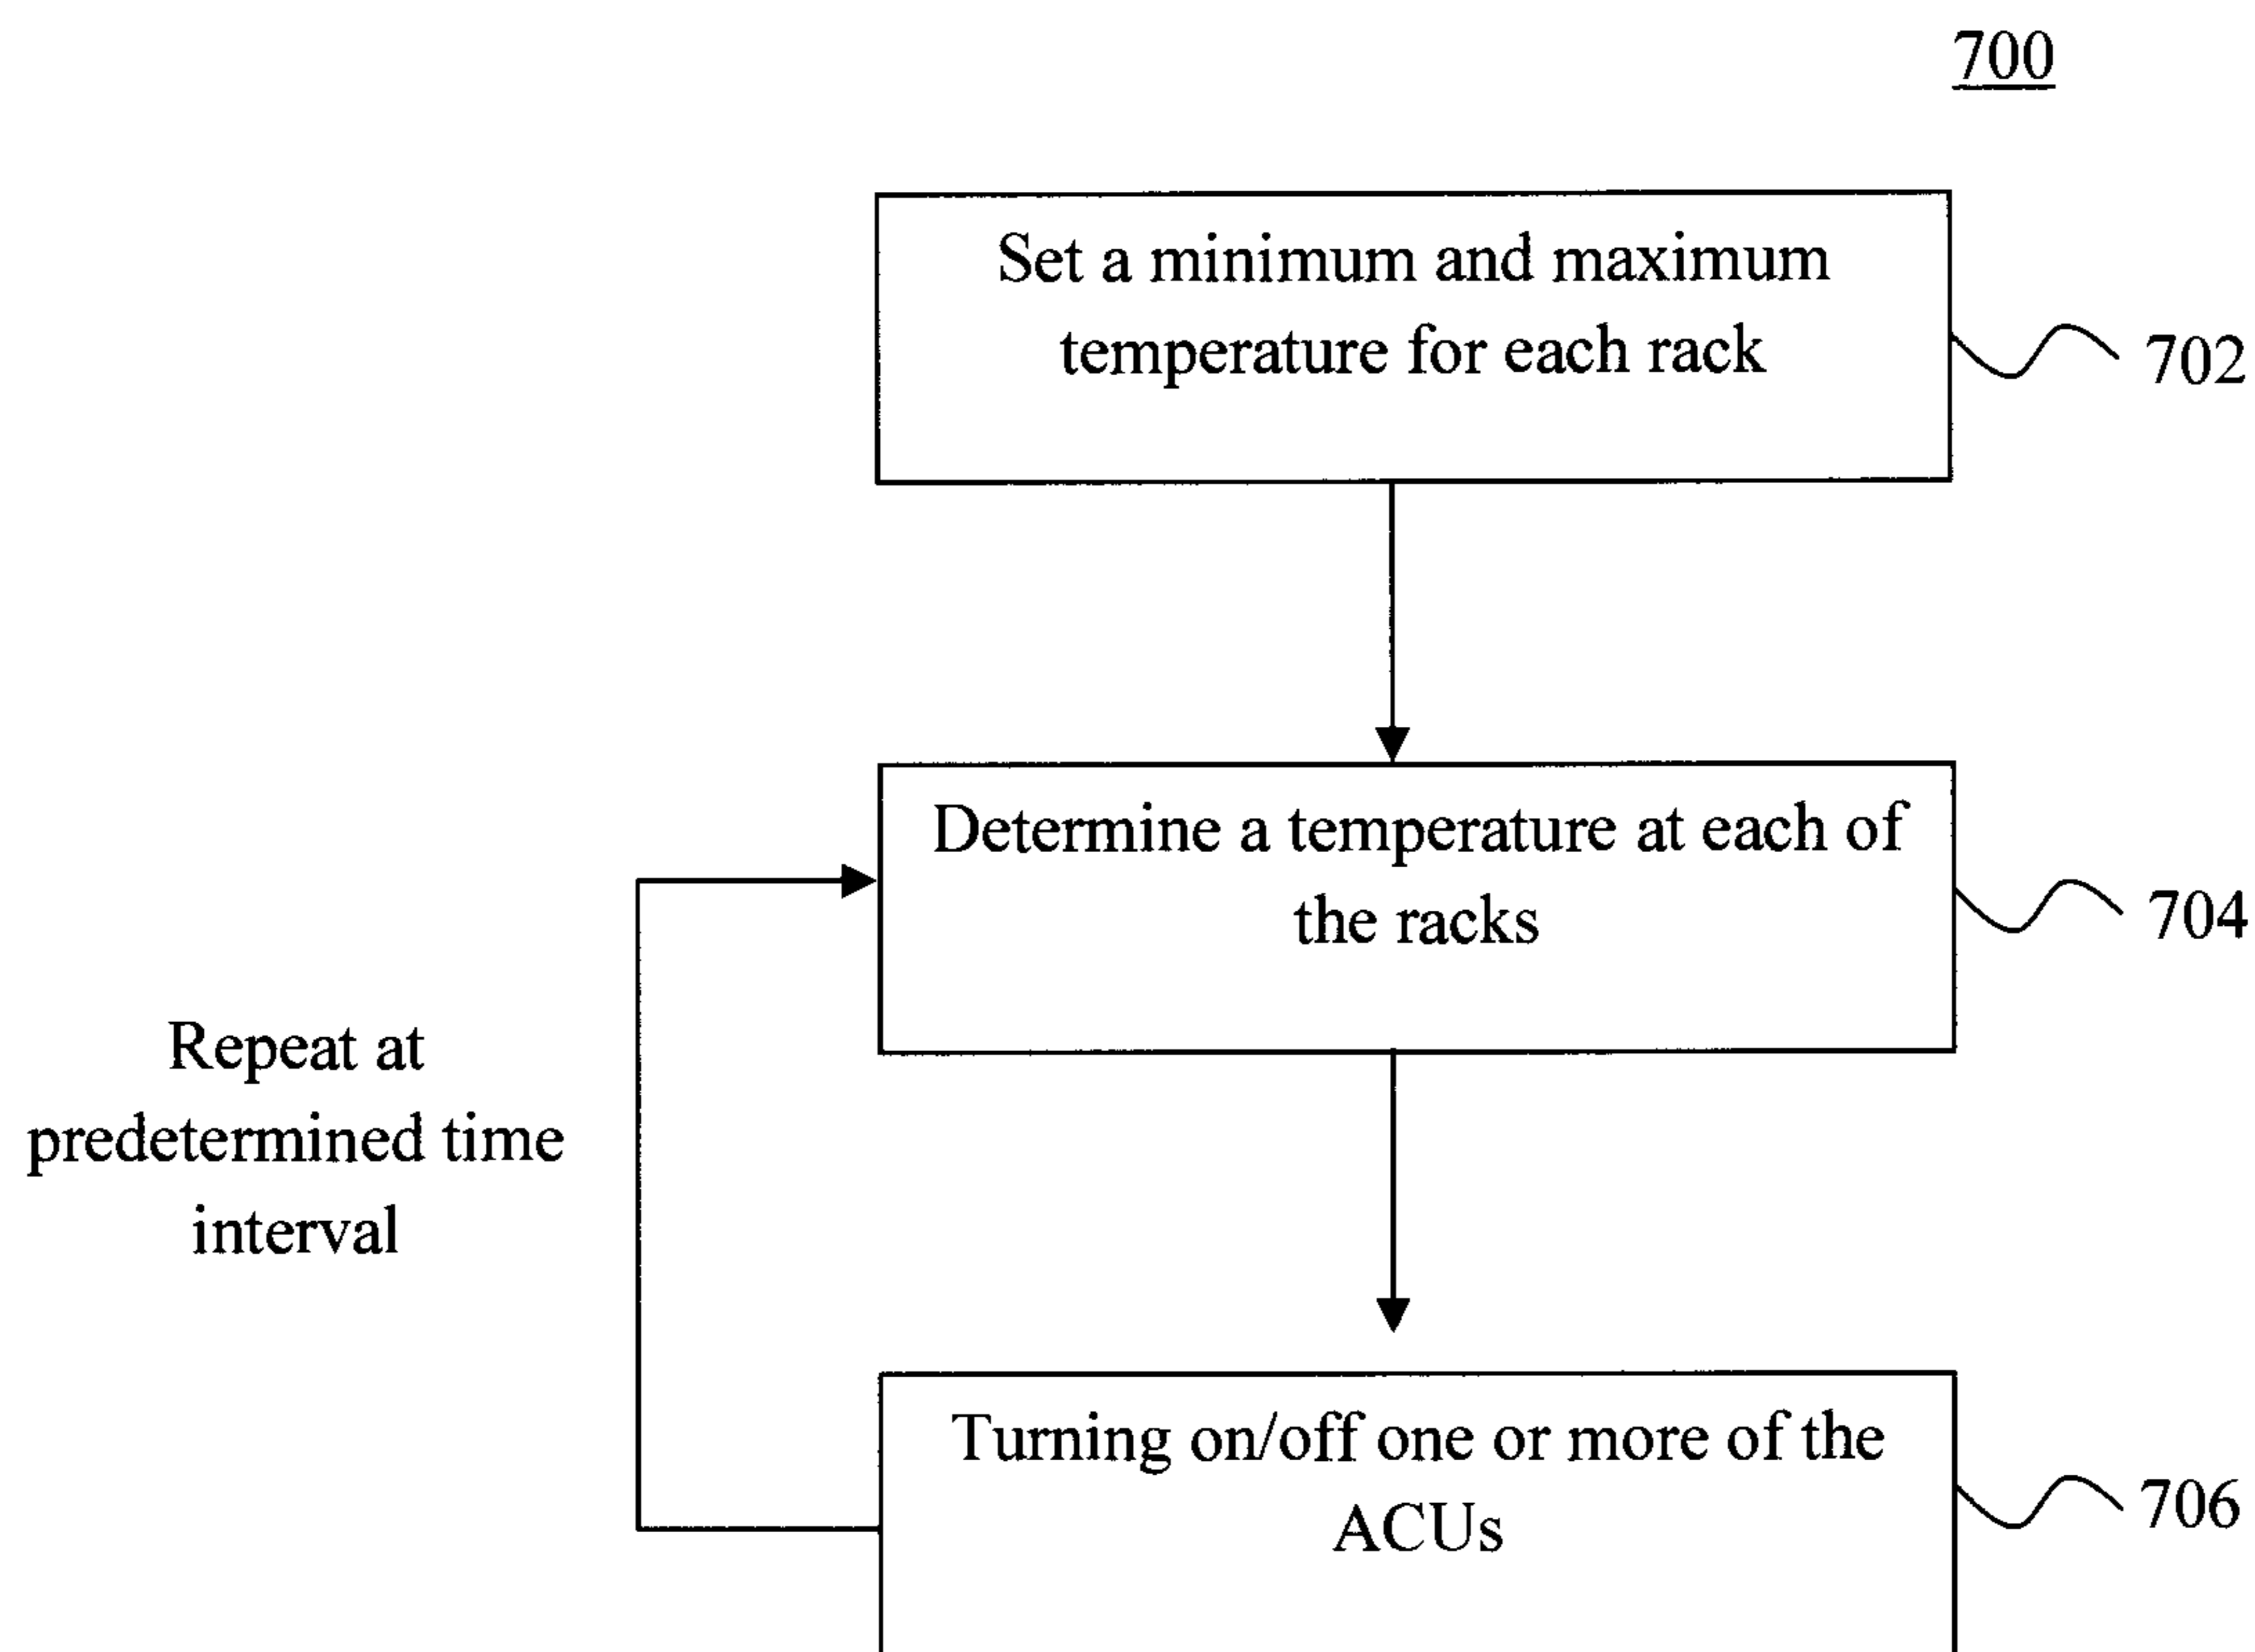 700
Set a minimum and maximum
temperature for each rack
702
Determine a temperature at each of
the racks
704
Repeat at
predetermined time
interval
Turning on/off one or more of the
ACUs
706